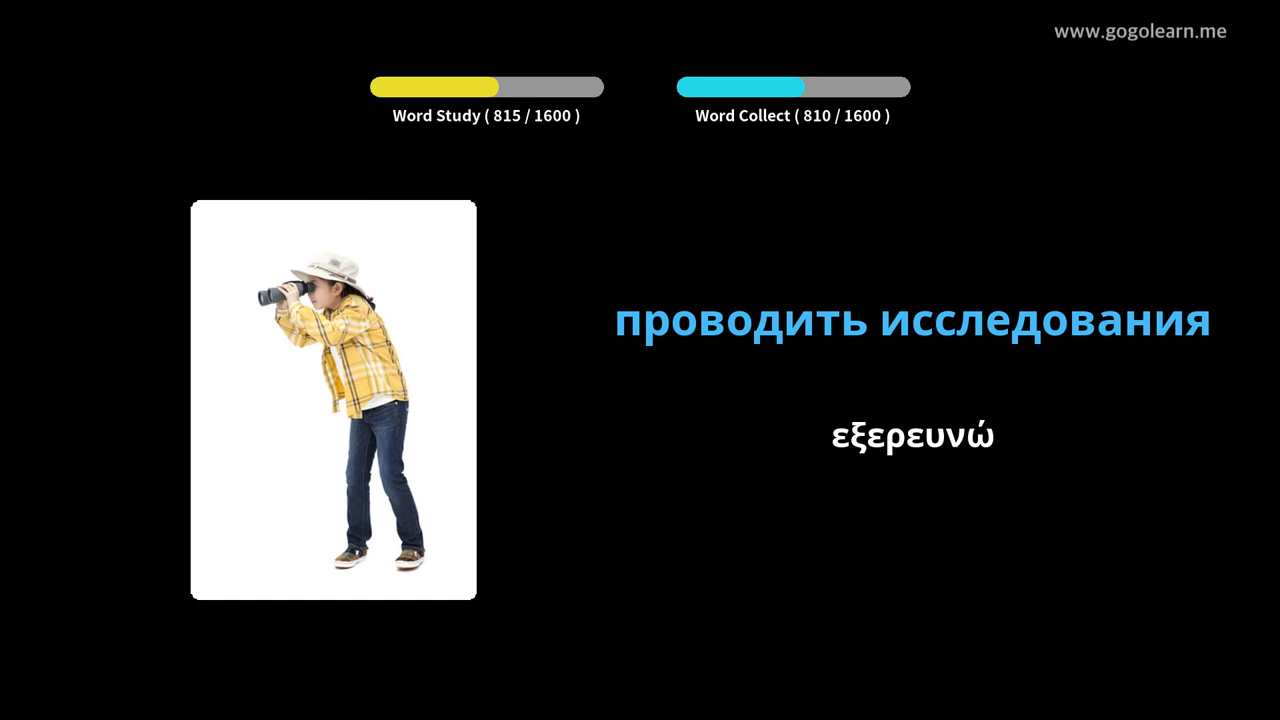 www.gogolearn.me
Word Study ( 815 / 1600 )
Word Collect ( 810 / 1600 )
проводить исследования
εξερευνώ